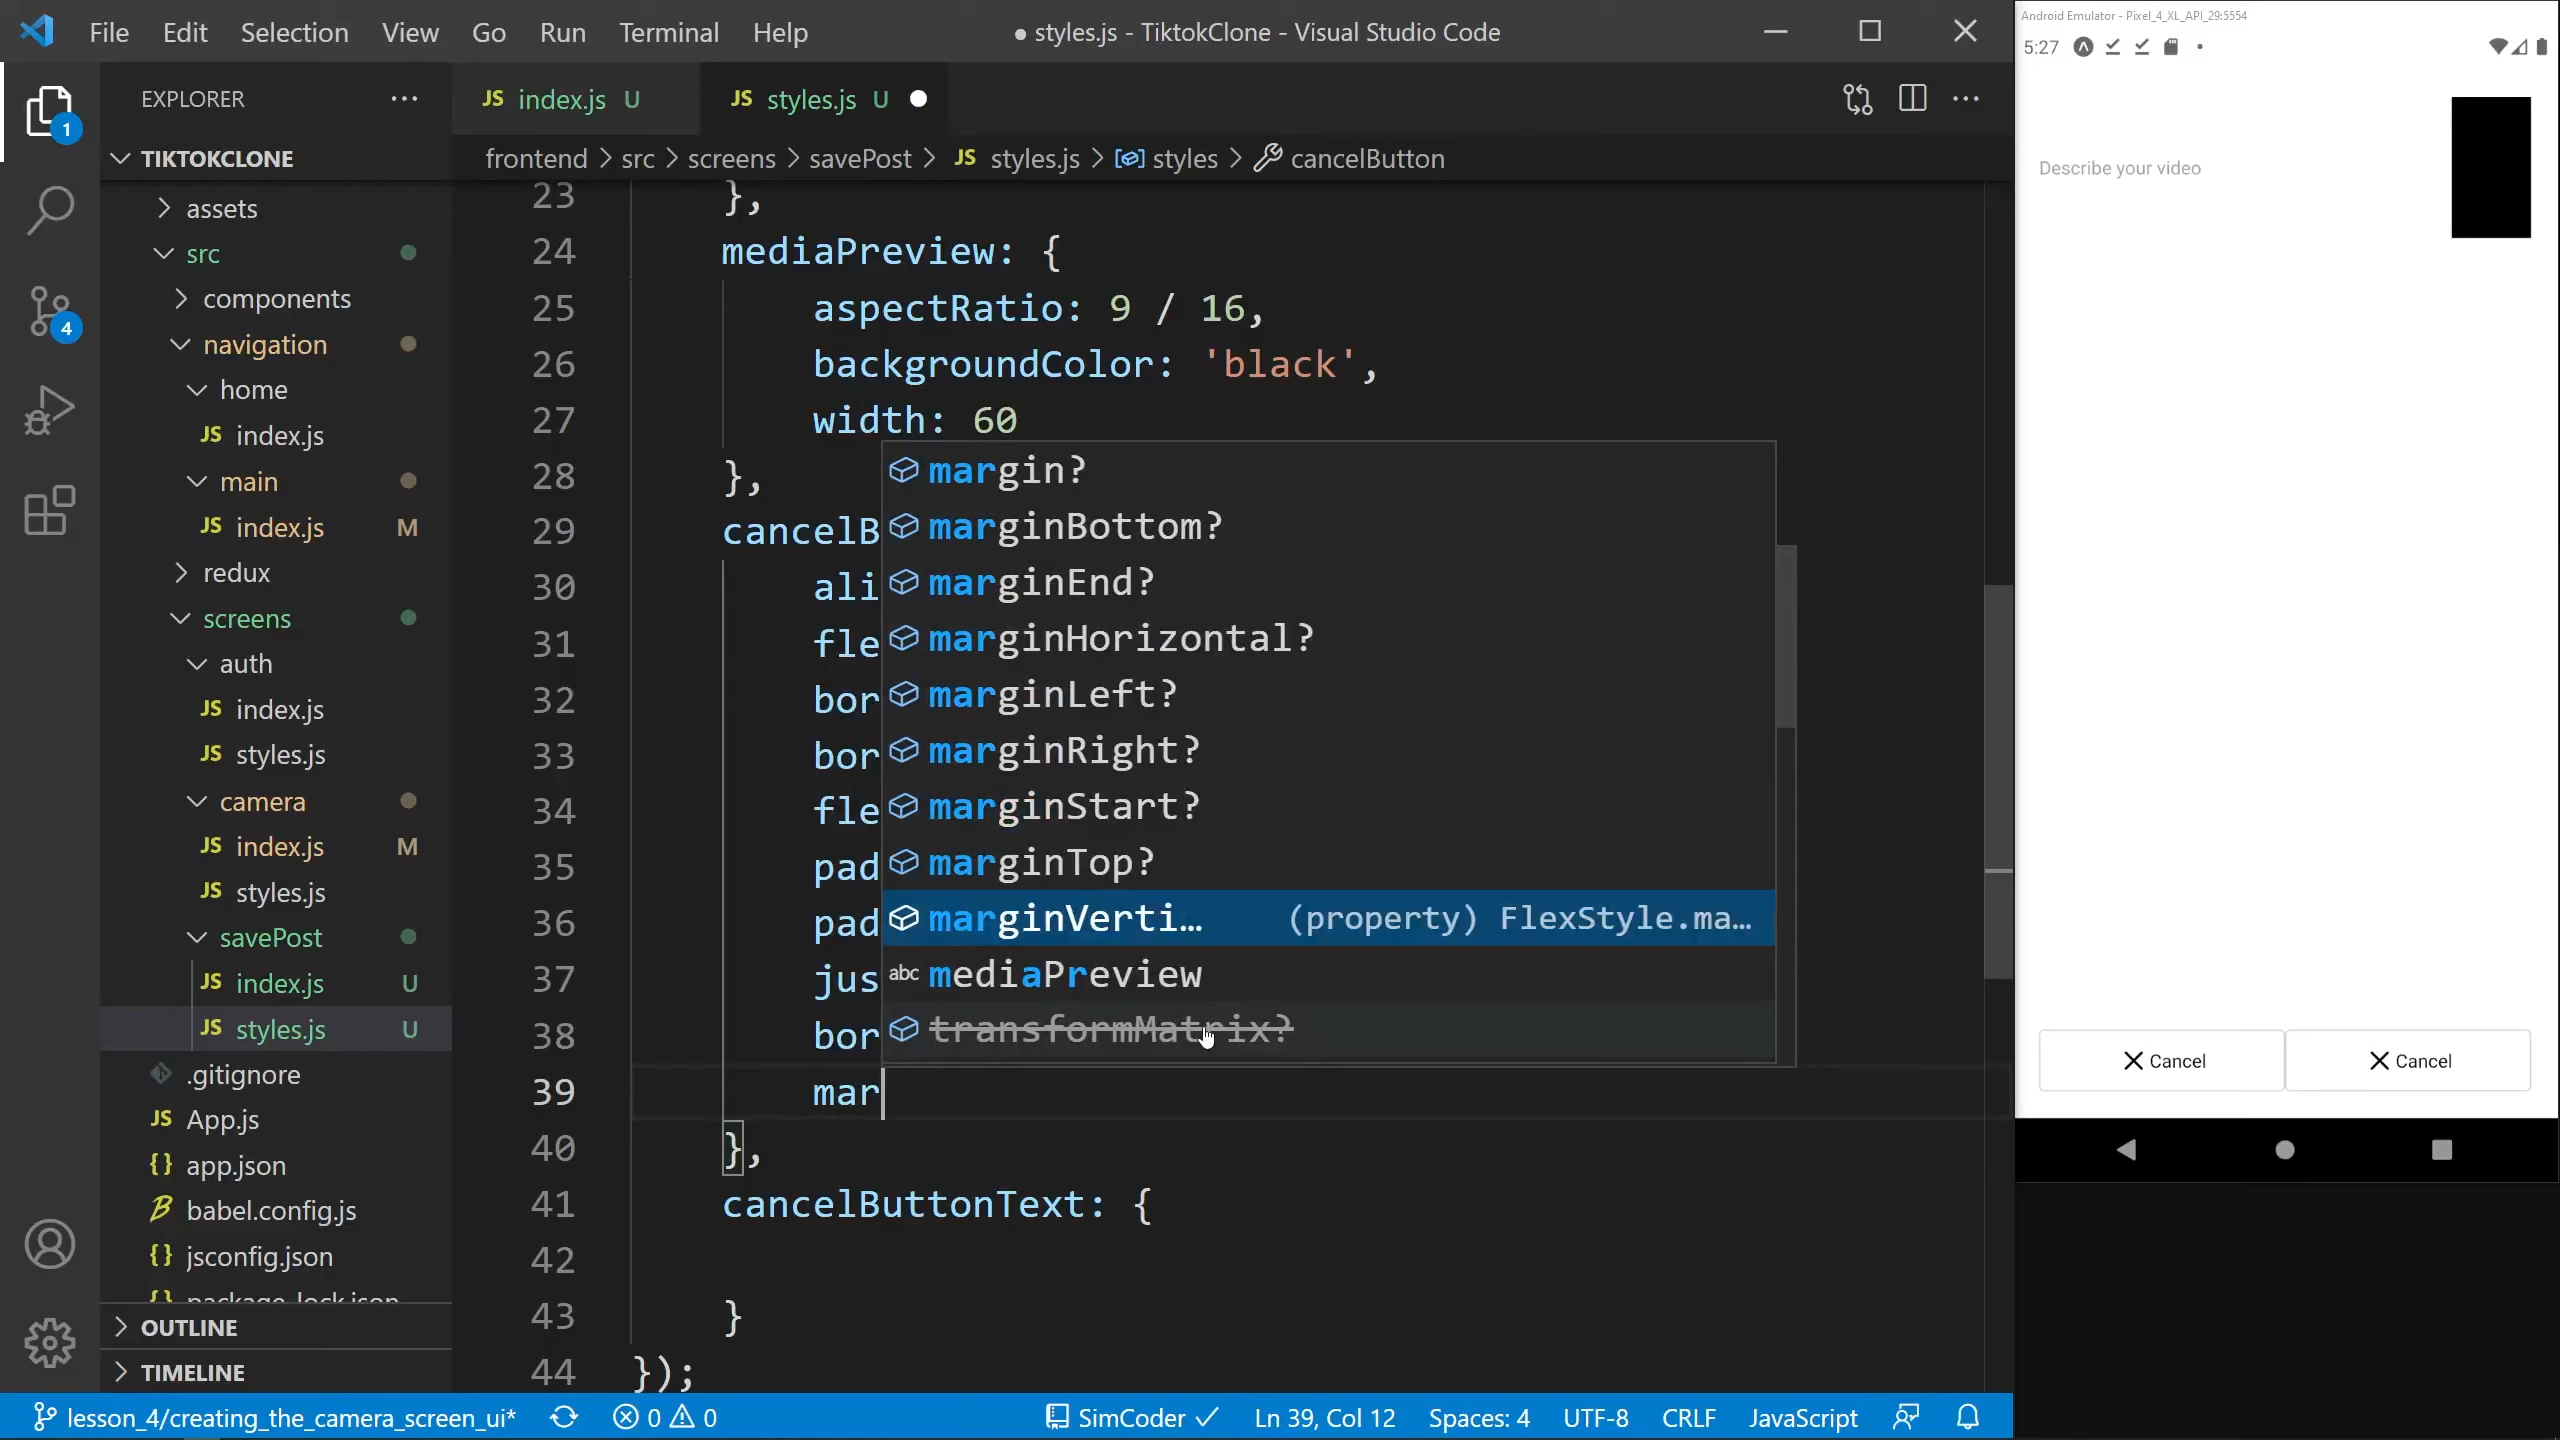 File Edit Selection View Go Run Terminal Help
● styles.js - TiktokClone - Visual Studio Code
EXPLORER
1
4
TIKTOKCLONE
assets
src
components
navigation
home
JS index.js
main
JS index.js M
redux
screens
auth
JS index.js
JS styles.js
camera
JS index.js M
JS styles.js
savePost
JS index.js U
JS styles.js U
.gitignore
JS App.js
{} app.json
babel.config.js
{} jsconfig.json
{} package-lock.json
OUTLINE
TIMELINE
JS index.js U
JS styles.js U
frontend > src > screens > savePost > JS styles.js > styles > cancelButton
23 },
24 mediaPreview: {
25 aspectRatio: 9 / 16,
26 backgroundColor: 'black',
27 width: 60
28 },
29 cancelB
30 ali
31 fle
32 bor
33 bor
34 fle
35 pad
36 pad
37 jus
38 bor
39 mar
40 },
41 cancelButtonText: {
42
43 }
44 });
margin?
marginBottom?
marginEnd?
marginHorizontal?
marginLeft?
marginRight?
marginStart?
marginTop?
marginVerti… (property) FlexStyle.ma…
abc mediaPreview
transformMatrix?
lesson_4/creating_the_camera_screen_ui* 0 0 SimCoder Ln 39, Col 12 Spaces: 4 UTF-8 CRLF JavaScript
Android Emulator - Pixel_4_XL_API_29:5554
5:27
Describe your video
Cancel
Cancel